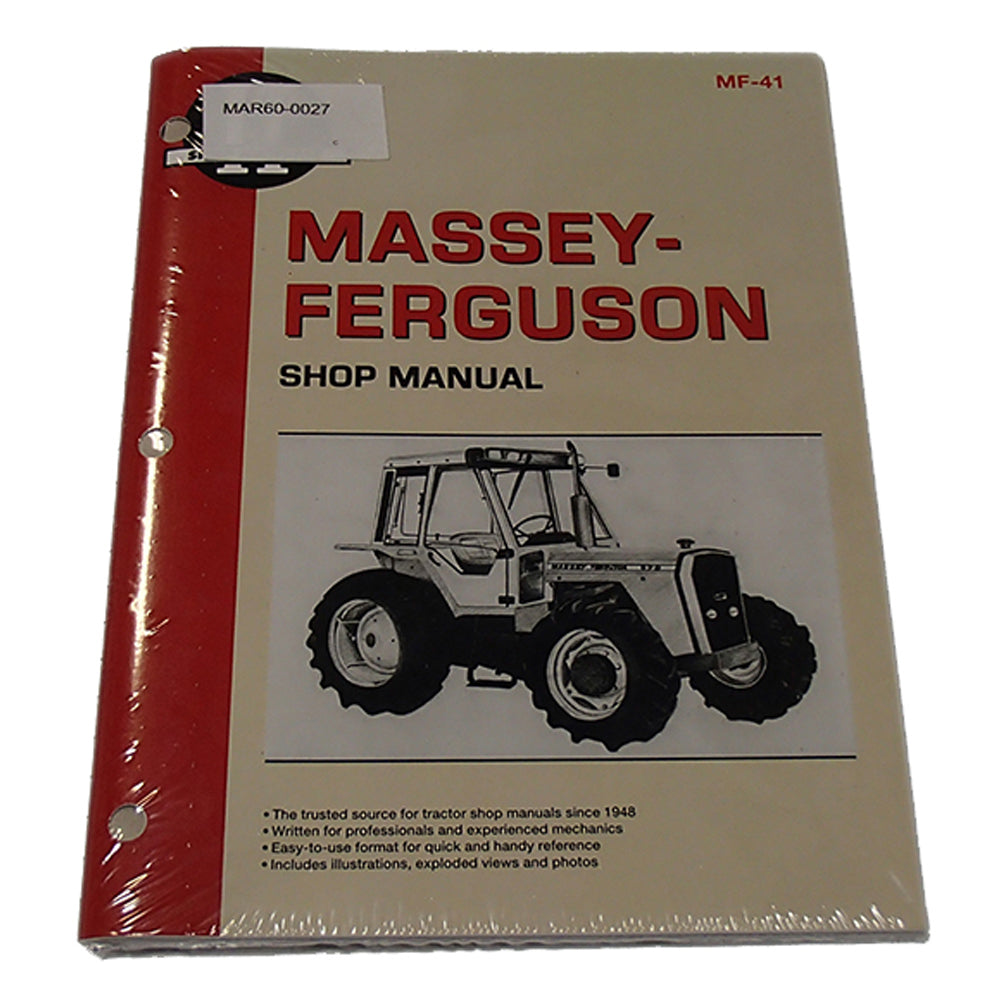 MF-41
MAR60-0027
c
MASSEY-
FERGUSON
SHOP MANUAL
MASSEY FERGUSON
• The trusted source for tractor shop manuals since 1948
• Written for professionals and experienced mechanics
• Easy-to-use format for quick and handy reference
• Includes illustrations, exploded views and photos